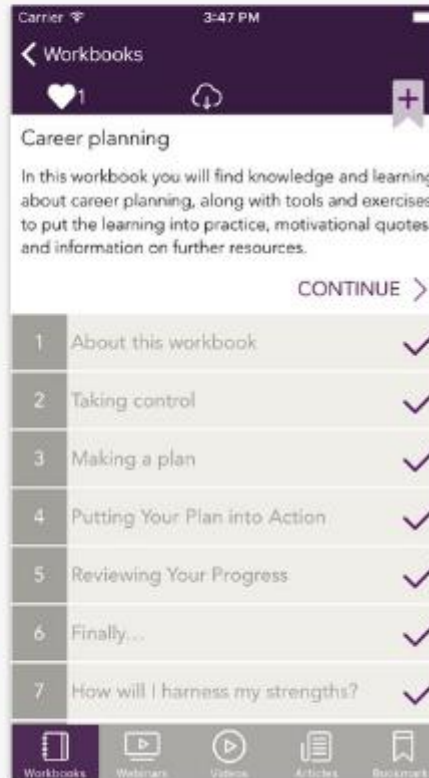 Carrier 3:47 PM
Workbooks
1
Career planning
In this workbook you will find knowledge and learning
about career planning, along with tools and exercises
to put the learning into practice, motivational quotes
and information on further resources.
CONTINUE
1 About this workbook
2 Taking control
3 Making a plan
4 Putting Your Plan into Action
5 Reviewing Your Progress
6 Finally...
7 How will I harness my strengths?
Workbooks Webinars Videos Articles Bookmark